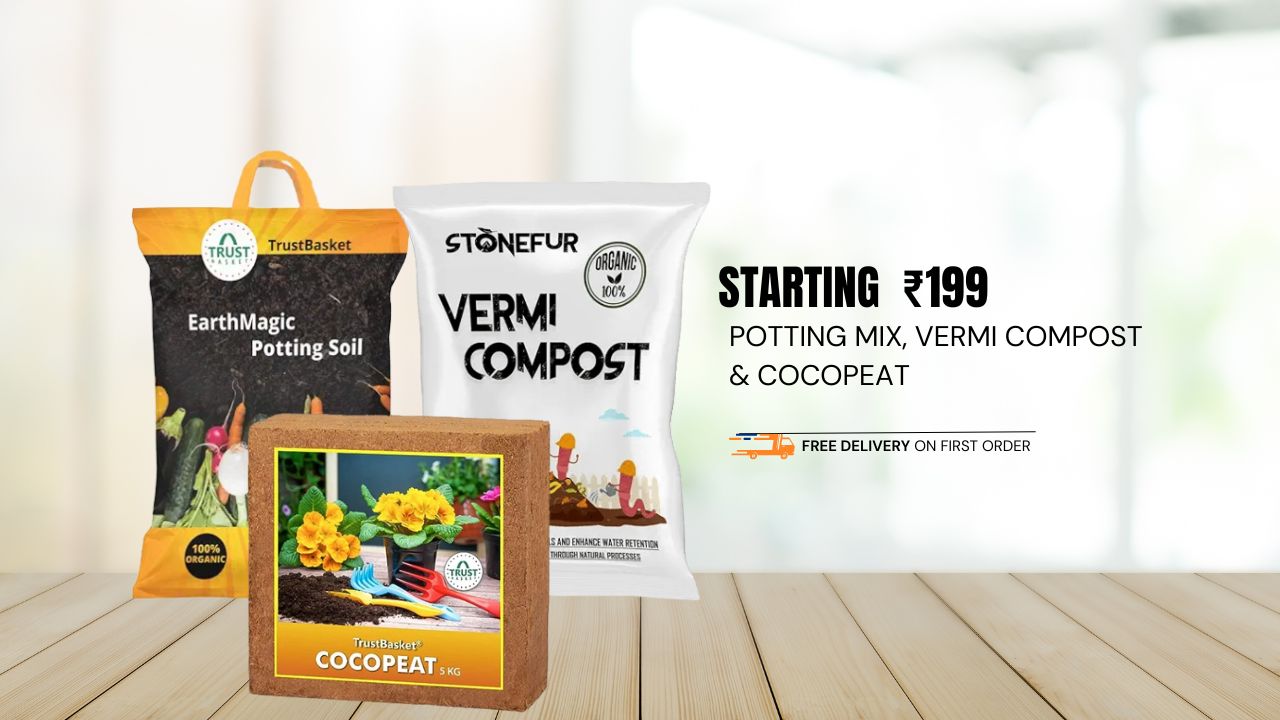 TRUST
BASKET
TrustBasket
EarthMagic
Potting Soil
100%
ORGANIC
STONEFUR
ORGANIC
100%
VERMI
COMPOST
AND ENHANCE WATER RETENTION
THROUGH NATURAL PROCESSES
TRUST
BASKET
TrustBasket®
COCOPEAT 5 KG
STARTING ₹199
POTTING MIX, VERMI COMPOST
& COCOPEAT
FREE DELIVERY ON FIRST ORDER